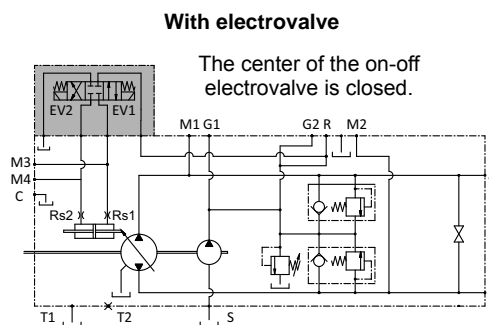 With electrovalve
The center of the on-off
electrovalve is closed.
EV2 EV1
M1 G1 G2 R M2
M3
M4
C
Rs2 Rs1
T1 T2 S